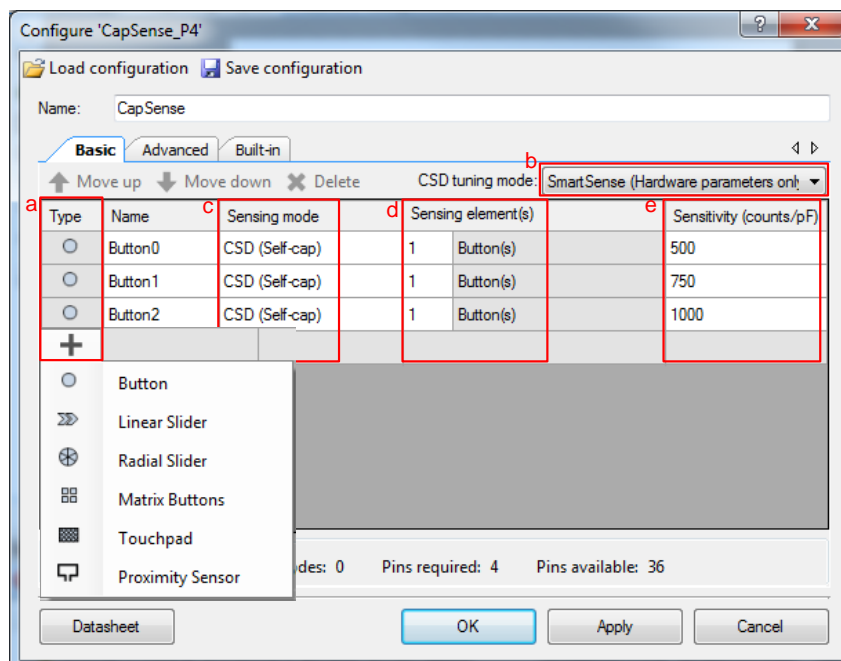 Configure 'CapSense_P4'
?
Load configuration Save configuration
Name: CapSense
Basic Advanced Built-in
b
Move up Move down Delete CSD tuning mode: SmartSense (Hardware parameters onl
a Type Name c Sensing mode d Sensing element(s) e Sensitivity (counts/pF)
Button0 CSD (Self-cap) 1 Button(s) 500
Button1 CSD (Self-cap) 1 Button(s) 750
Button2 CSD (Self-cap) 1 Button(s) 1000
Button
Linear Slider
Radial Slider
Matrix Buttons
Touchpad
Proximity Sensor
0 Pins required: 4 Pins available: 36
Datasheet OK Apply Cancel